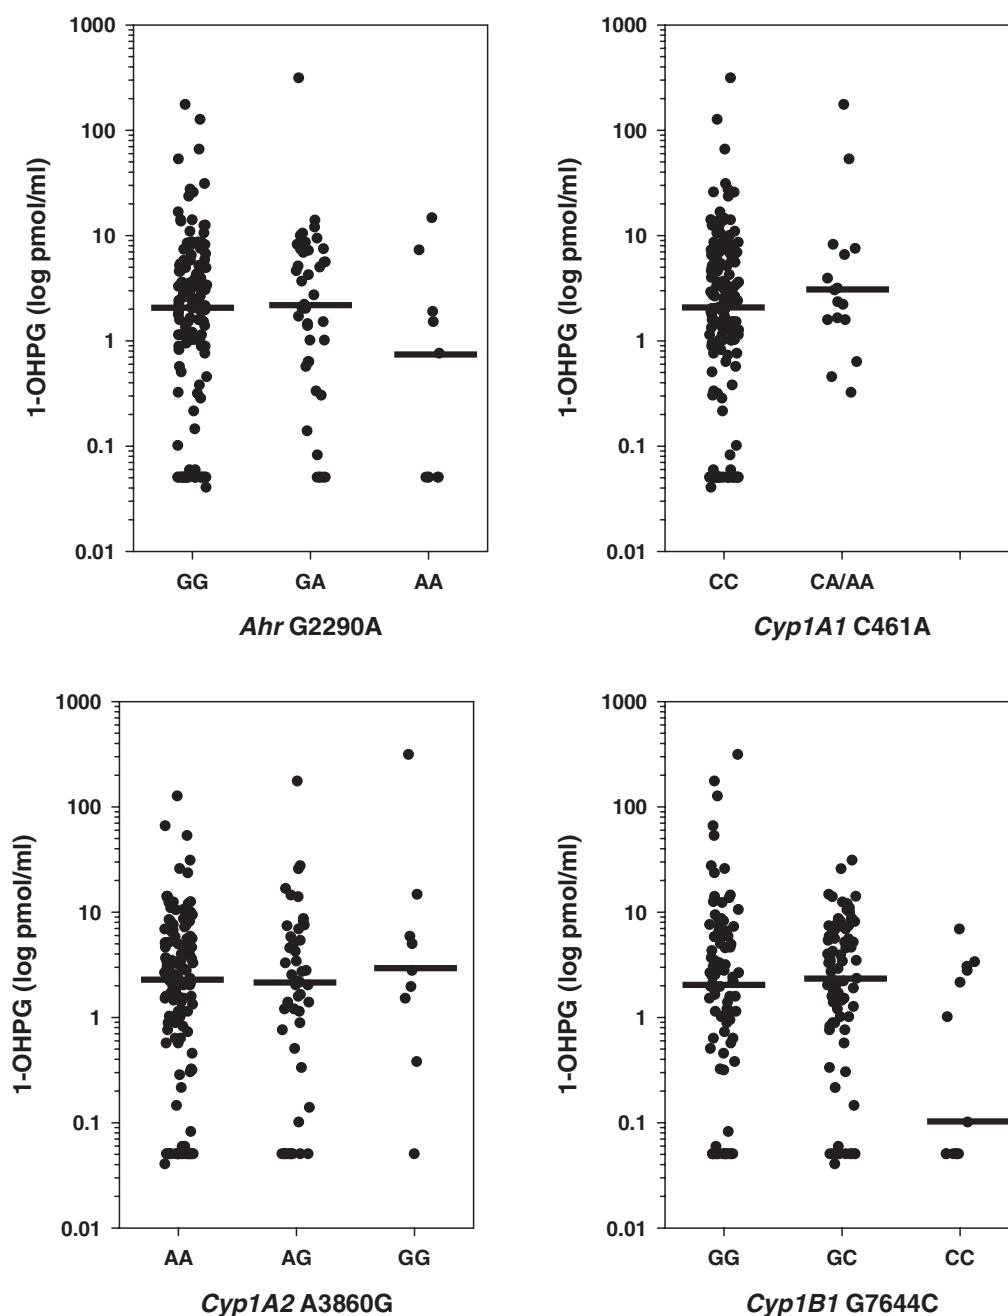 1000
100
10
1
0.1
0.01
1-OHPG (log pmol/ml)
GG GA AA
Ahr G2290A
1000
100
10
1
0.1
0.01
1-OHPG (log pmol/ml)
CC CA/AA
Cyp1A1 C461A
1000
100
10
1
0.1
0.01
1-OHPG (log pmol/ml)
AA AG GG
Cyp1A2 A3860G
1000
100
10
1
0.1
0.01
1-OHPG (log pmol/ml)
GG GC CC
Cyp1B1 G7644C